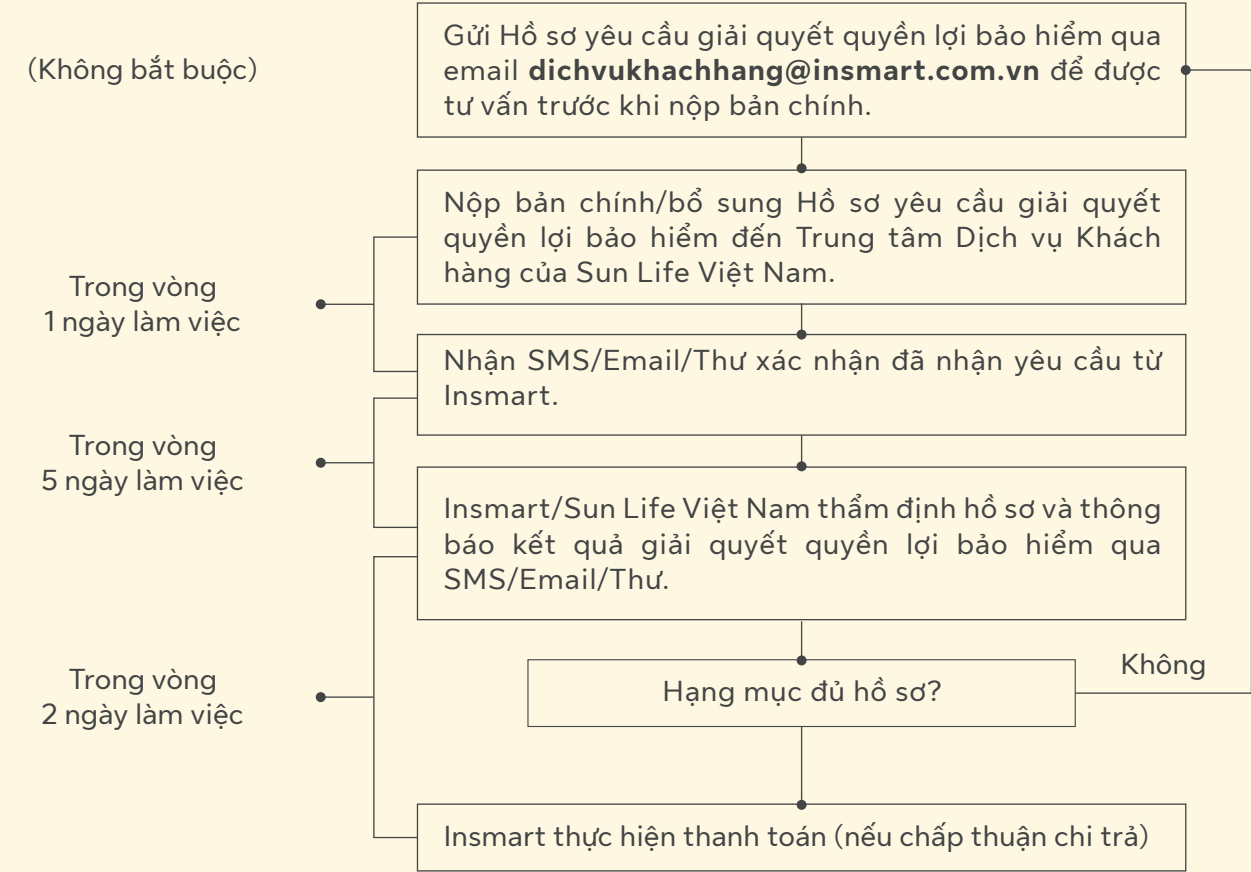 (Không bắt buộc)
Gửi Hồ sơ yêu cầu giải quyết quyền lợi bảo hiểm qua
email dichvukhachhang@insmart.com.vn để được
tư vấn trước khi nộp bản chính.
Nộp bản chính/bổ sung Hồ sơ yêu cầu giải quyết
quyền lợi bảo hiểm đến Trung tâm Dịch vụ Khách
hàng của Sun Life Việt Nam.
Trong vòng
1 ngày làm việc
Nhận SMS/Email/Thư xác nhận đã nhận yêu cầu từ
Insmart.
Trong vòng
5 ngày làm việc
Insmart/Sun Life Việt Nam thẩm định hồ sơ và thông
báo kết quả giải quyết quyền lợi bảo hiểm qua
SMS/Email/Thư.
Trong vòng
2 ngày làm việc
Hạng mục đủ hồ sơ?
Không
Insmart thực hiện thanh toán (nếu chấp thuận chi trả)